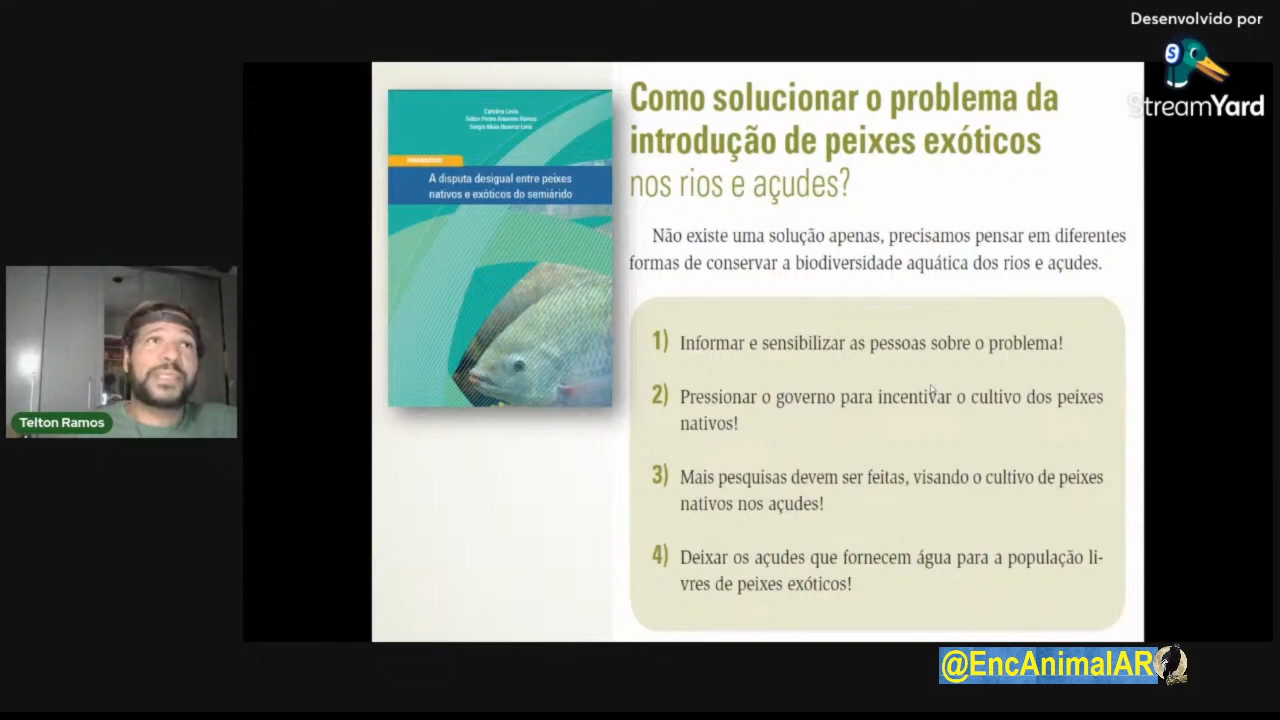 Desenvolvido por
S
StreamYard
Como solucionar o problema da
introdução de peixes exóticos
nos rios e açudes?
Não existe uma solução apenas, precisamos pensar em diferentes
formas de conservar a biodiversidade aquática dos rios e açudes.
1) Informar e sensibilizar as pessoas sobre o problema!
2) Pressionar o governo para incentivar o cultivo dos peixes
nativos!
3) Mais pesquisas devem ser feitas, visando o cultivo de peixes
nativos nos açudes!
4) Deixar os açudes que fornecem água para a população li-
vres de peixes exóticos!
A disputa desigual entre peixes
nativos e exóticos do semiárido
Telton Ramos
@EncAnimalAR